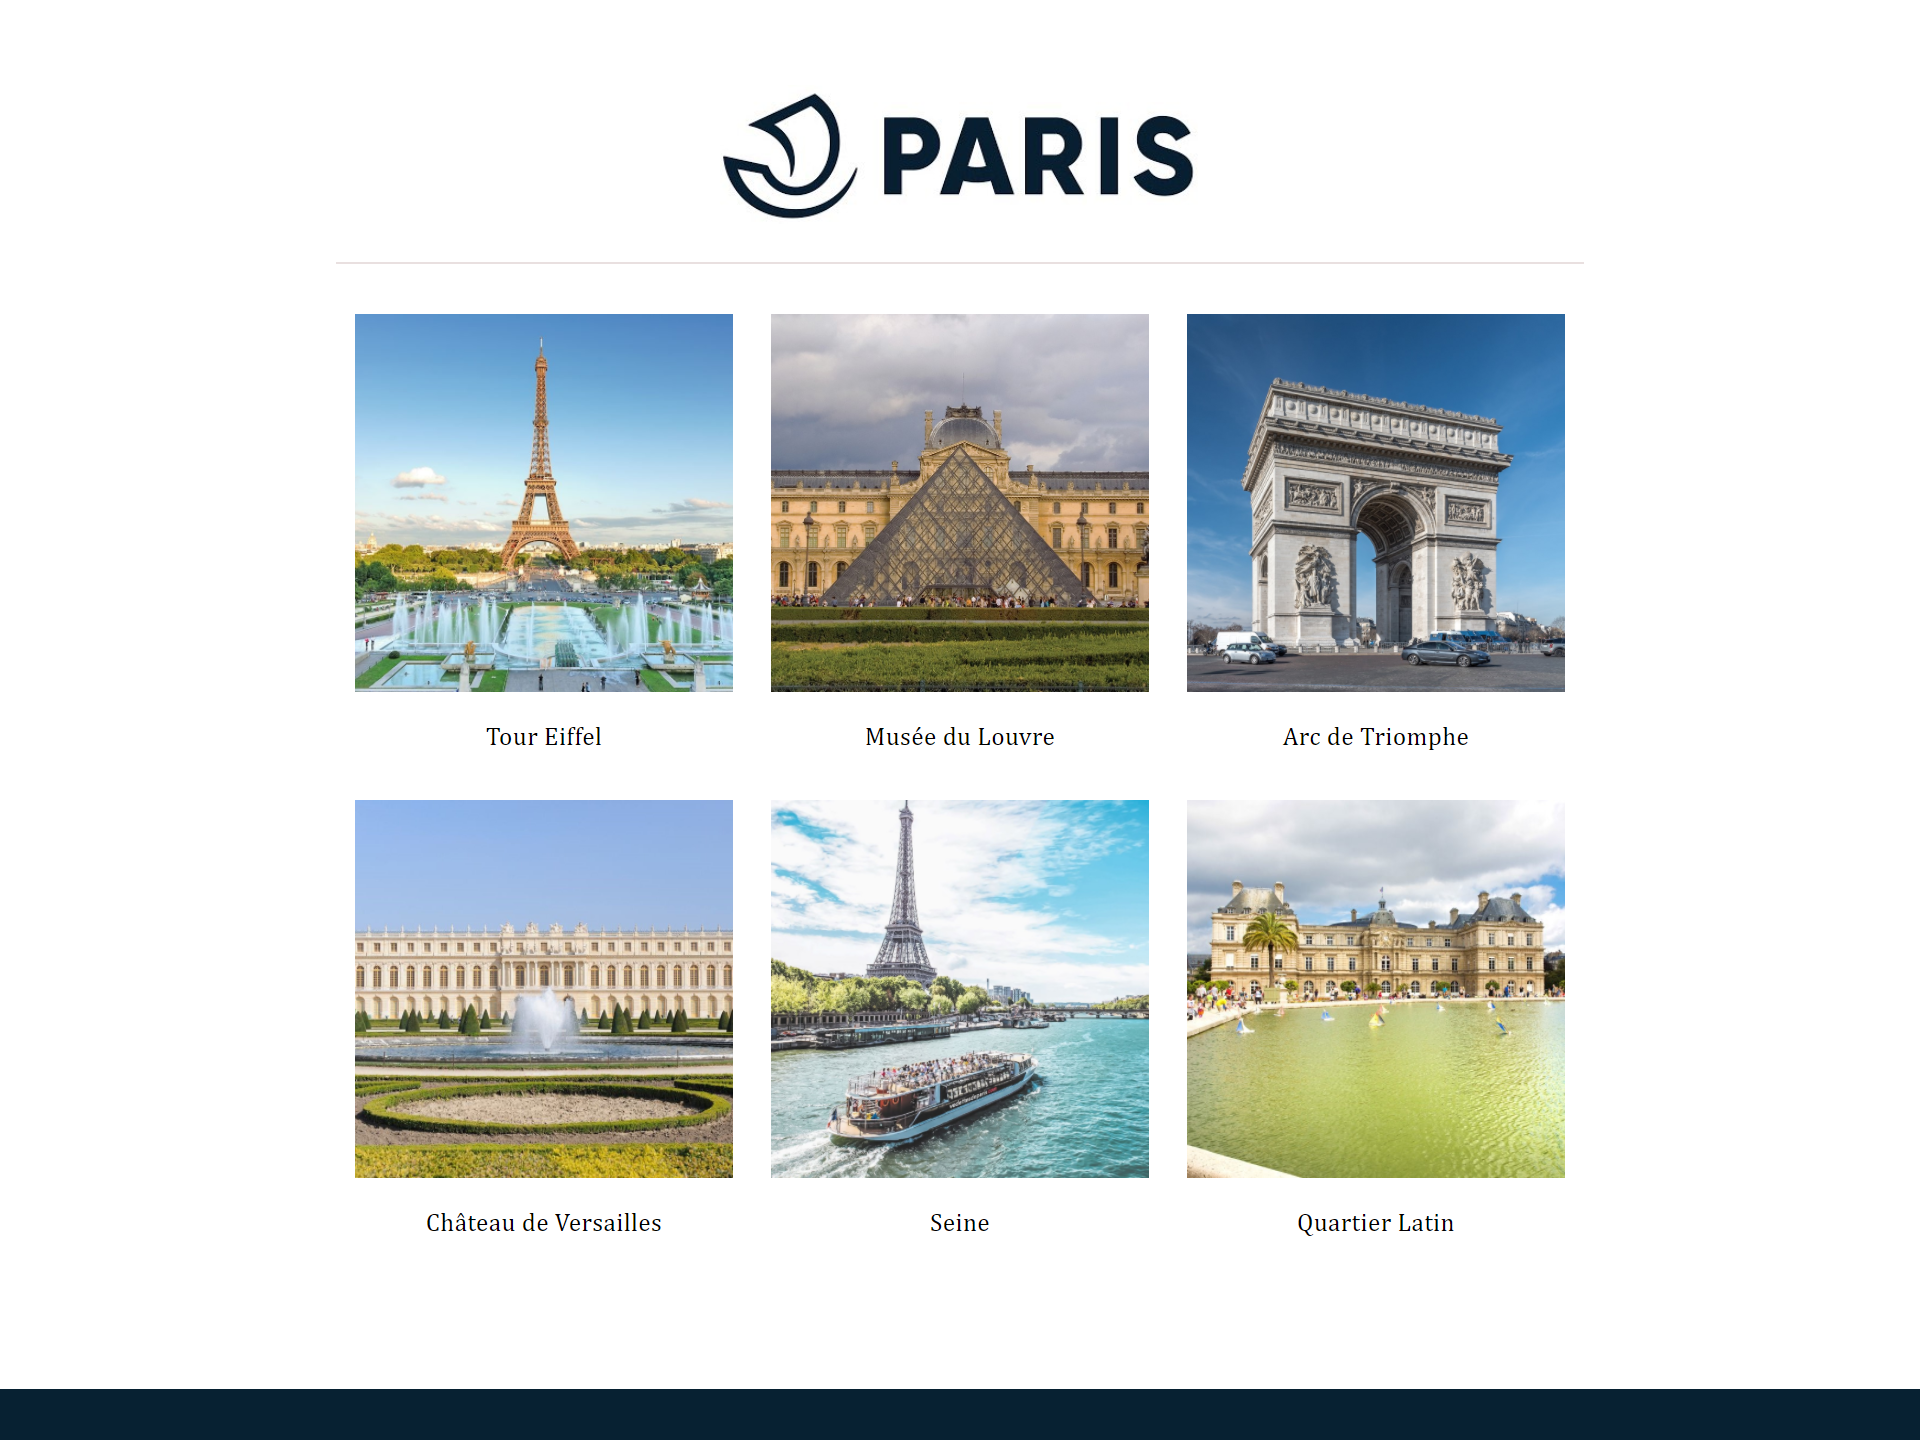 PARIS
Tour Eiffel
Musée du Louvre
Arc de Triomphe
Château de Versailles
Seine
Quartier Latin